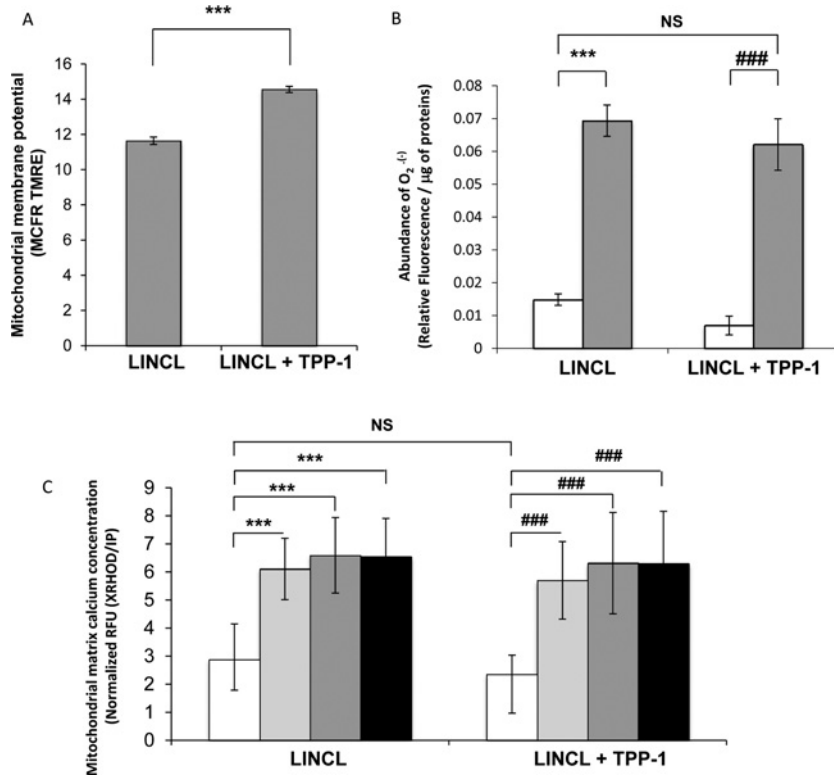 A
***
Mitochondrial membrane potential
(MCFR TMRE)
16
14
12
10
8
6
4
2
0
LINCL
LINCL + TPP-1
B
NS
***
###
Abundance of O2 .(-)
(Relative Fluorescence / µg of proteins)
0.08
0.07
0.06
0.05
0.04
0.03
0.02
0.01
0
LINCL
LINCL + TPP-1
C
NS
***
***
***
###
###
###
Mitochondrial matrix calcium concentration
(Normalized RFU (XRHOD/IP)
9
8
7
6
5
4
3
2
1
0
LINCL
LINCL + TPP-1